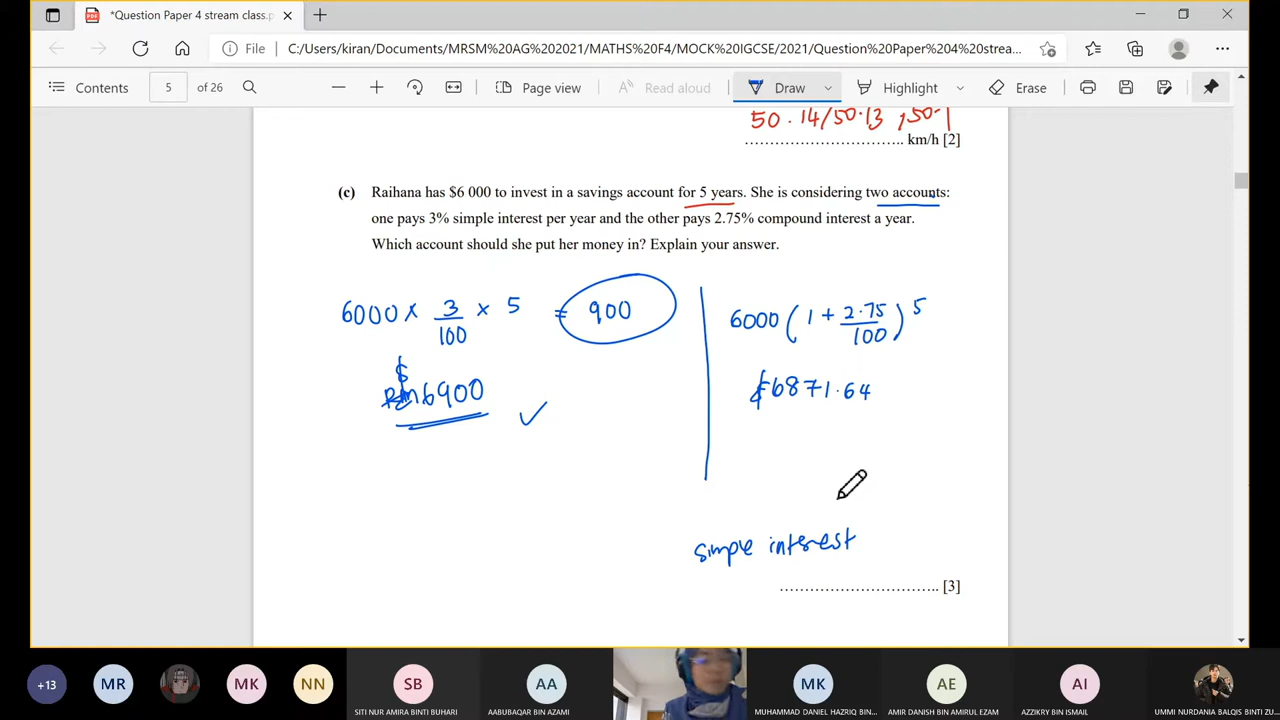 *Question Paper 4 stream class.p
File
C:/Users/kiran/Documents/MRSM%20AG%202021/MATHS%20F4/MOCK%20IGCSE/2021/Question%20Paper%204%20strea...
Contents
5
of 26
Page view
Read aloud
Draw
Highlight
Erase
50.14/50.13 , 50.1
.................................. km/h [2]
(c) Raihana has $6 000 to invest in a savings account for 5 years. She is considering two accounts:
one pays 3% simple interest per year and the other pays 2.75% compound interest a year.
Which account should she put her money in? Explain your answer.
6000 × 3/100 × 5 = 900
$6900 ✓
6000 (1 + 2.75/100)^5
$6871.64
simple interest
................................. [3]
+13
MR
MK
NN
SB
SITI NUR AMIRA BINTI BUHARI
AA
AABUBAQAR BIN AZAMI
MK
MUHAMMAD DANIEL HAZRIQ BIN...
AE
AMIR DANISH BIN AMIRUL EZAM
AI
AZZIKRY BIN ISMAIL
UMMI NURDANIA BALQIS BINTI ZU...